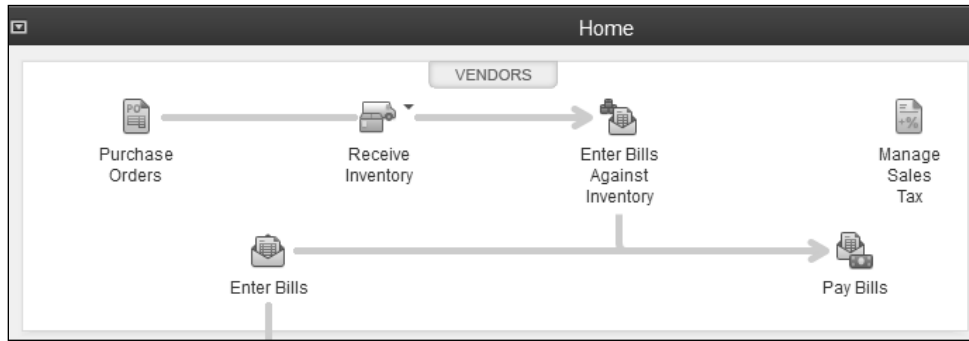 Home
VENDORS
PO
Purchase
Orders
Receive
Inventory
Enter Bills
Against
Inventory
+%
Manage
Sales
Tax
Enter Bills
Pay Bills